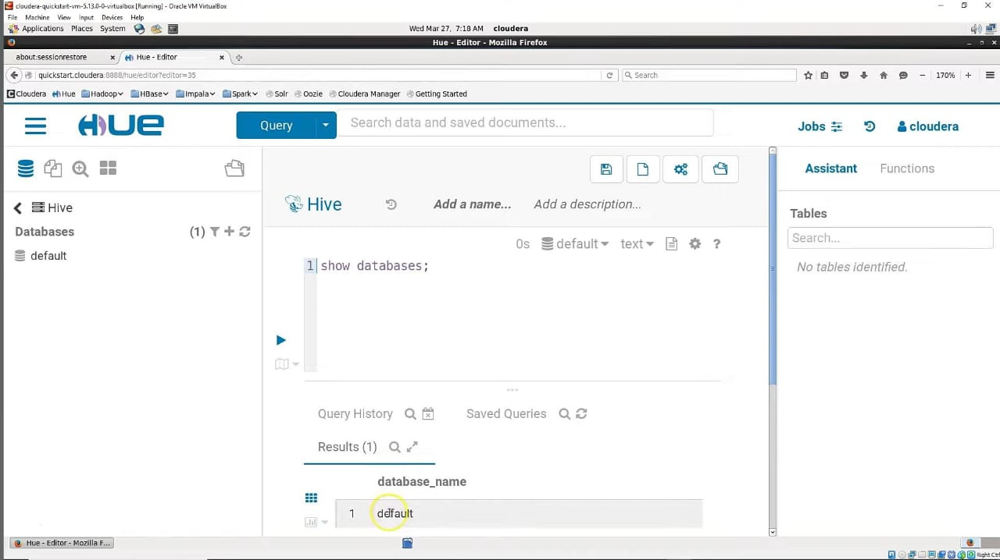 cloudera-quickstart-vm-5.13.0-0-virtualbox [Running] - Oracle VM VirtualBox
File Machine View Input Devices Help
Applications Places System Wed Mar 27, 7:18 AM cloudera
Hue - Editor - Mozilla Firefox
about:sessionrestore Hue - Editor
quickstart.cloudera:8888/hue/editor?editor=35 Search 170%
Cloudera Hue Hadoop HBase Impala Spark Solr Oozie Cloudera Manager Getting Started
HUE Query Search data and saved documents... Jobs cloudera
Assistant Functions
Hive
Hive Add a name... Add a description...
Databases (1)
Tables
default
0s default text ?
Search...
1 show databases;
No tables identified.
Query History Saved Queries
Results (1)
database_name
1 default
Hue - Editor - Mozilla F...
Right Ctrl